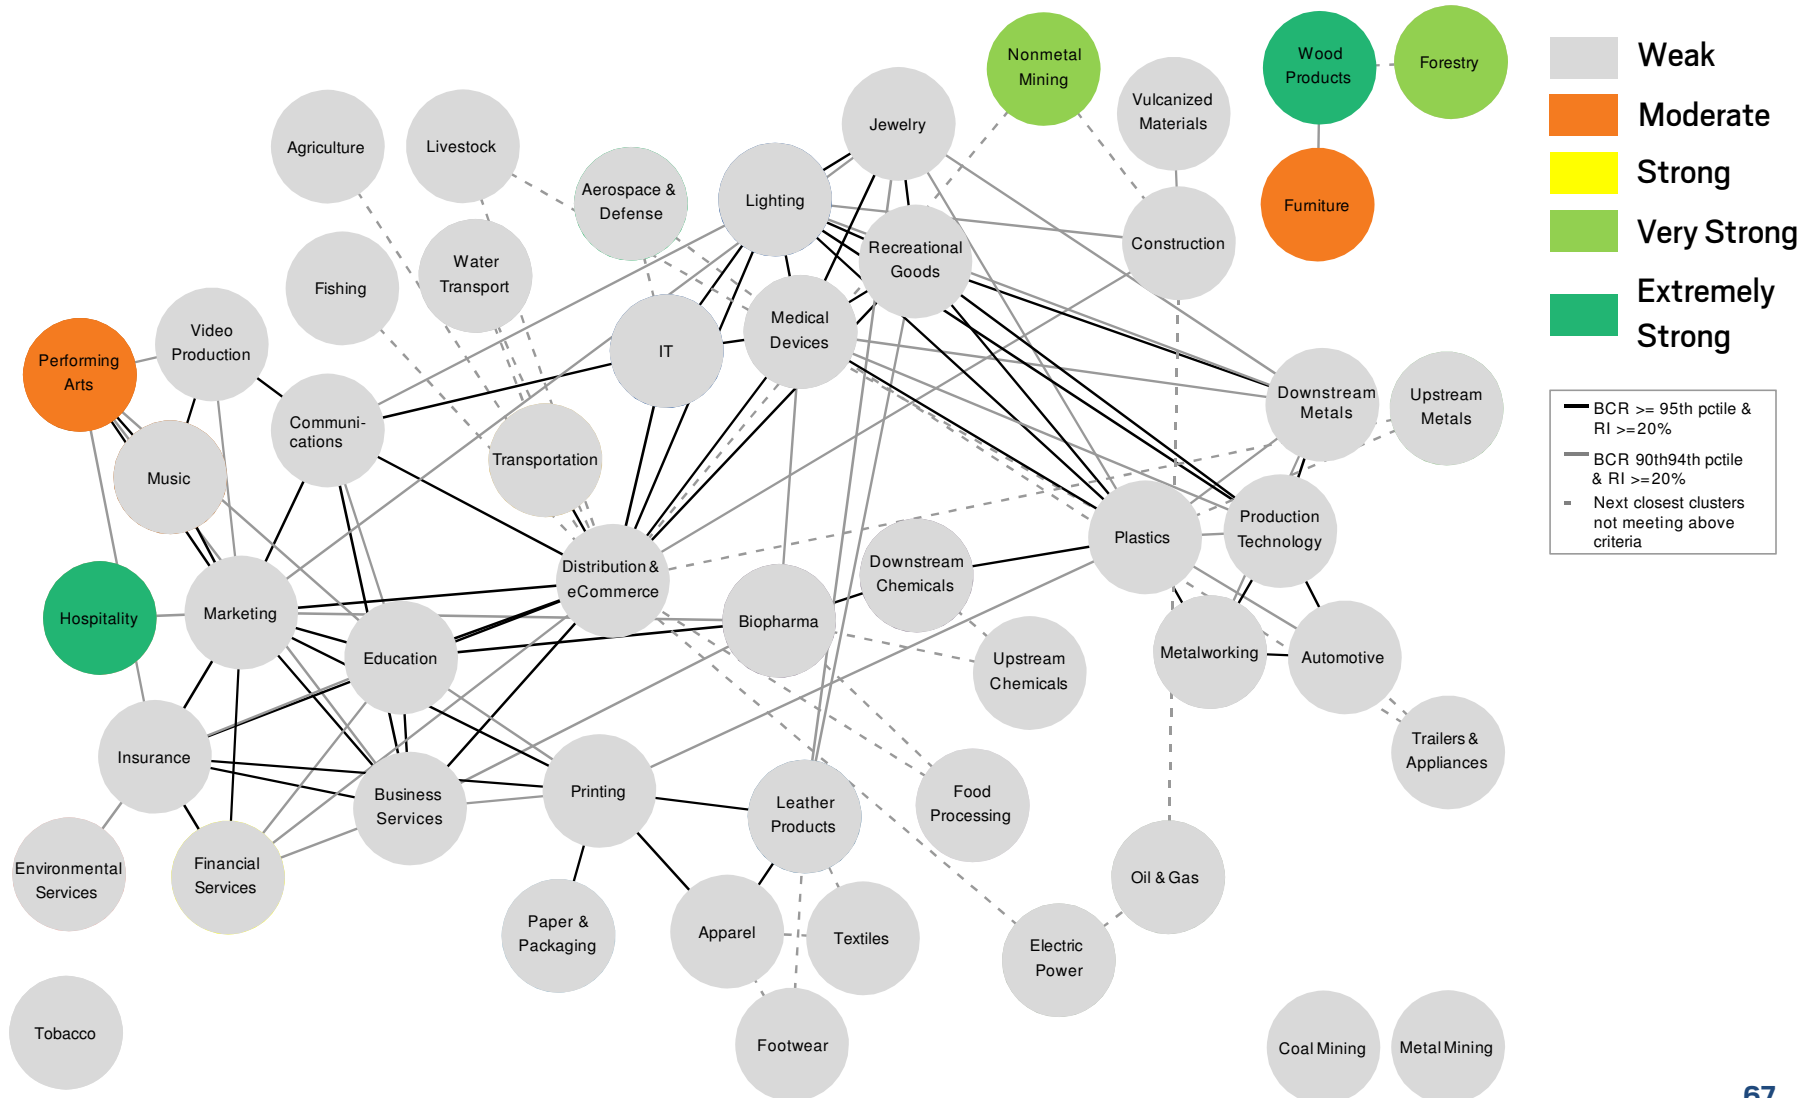 Nonmetal
Mining
Wood
Products
Forestry
Weak
Moderate
Strong
Very Strong
Extremely
Strong
Vulcanized
Materials
Jewelry
Agriculture
Livestock
Aerospace &
Defense
Lighting
Furniture
Recreational
Goods
Construction
Water
Transport
Fishing
Video
Production
Medical
Devices
IT
Performing
Arts
Communi-
cations
Downstream
Metals
Upstream
Metals
BCR >= 95th pctile &
RI >=20%
BCR 90th94th pctile
& RI >=20%
Next closest clusters
not meeting above
criteria
Music
Transportation
Production
Technology
Plastics
Distribution &
eCommerce
Downstream
Chemicals
Hospitality
Marketing
Biopharma
Education
Upstream
Chemicals
Metalworking
Automotive
Insurance
Trailers &
Appliances
Business
Services
Printing
Leather
Products
Food
Processing
Environmental
Services
Financial
Services
Oil & Gas
Paper &
Packaging
Apparel
Textiles
Electric
Power
Tobacco
Footwear
Coal Mining
Metal Mining
67